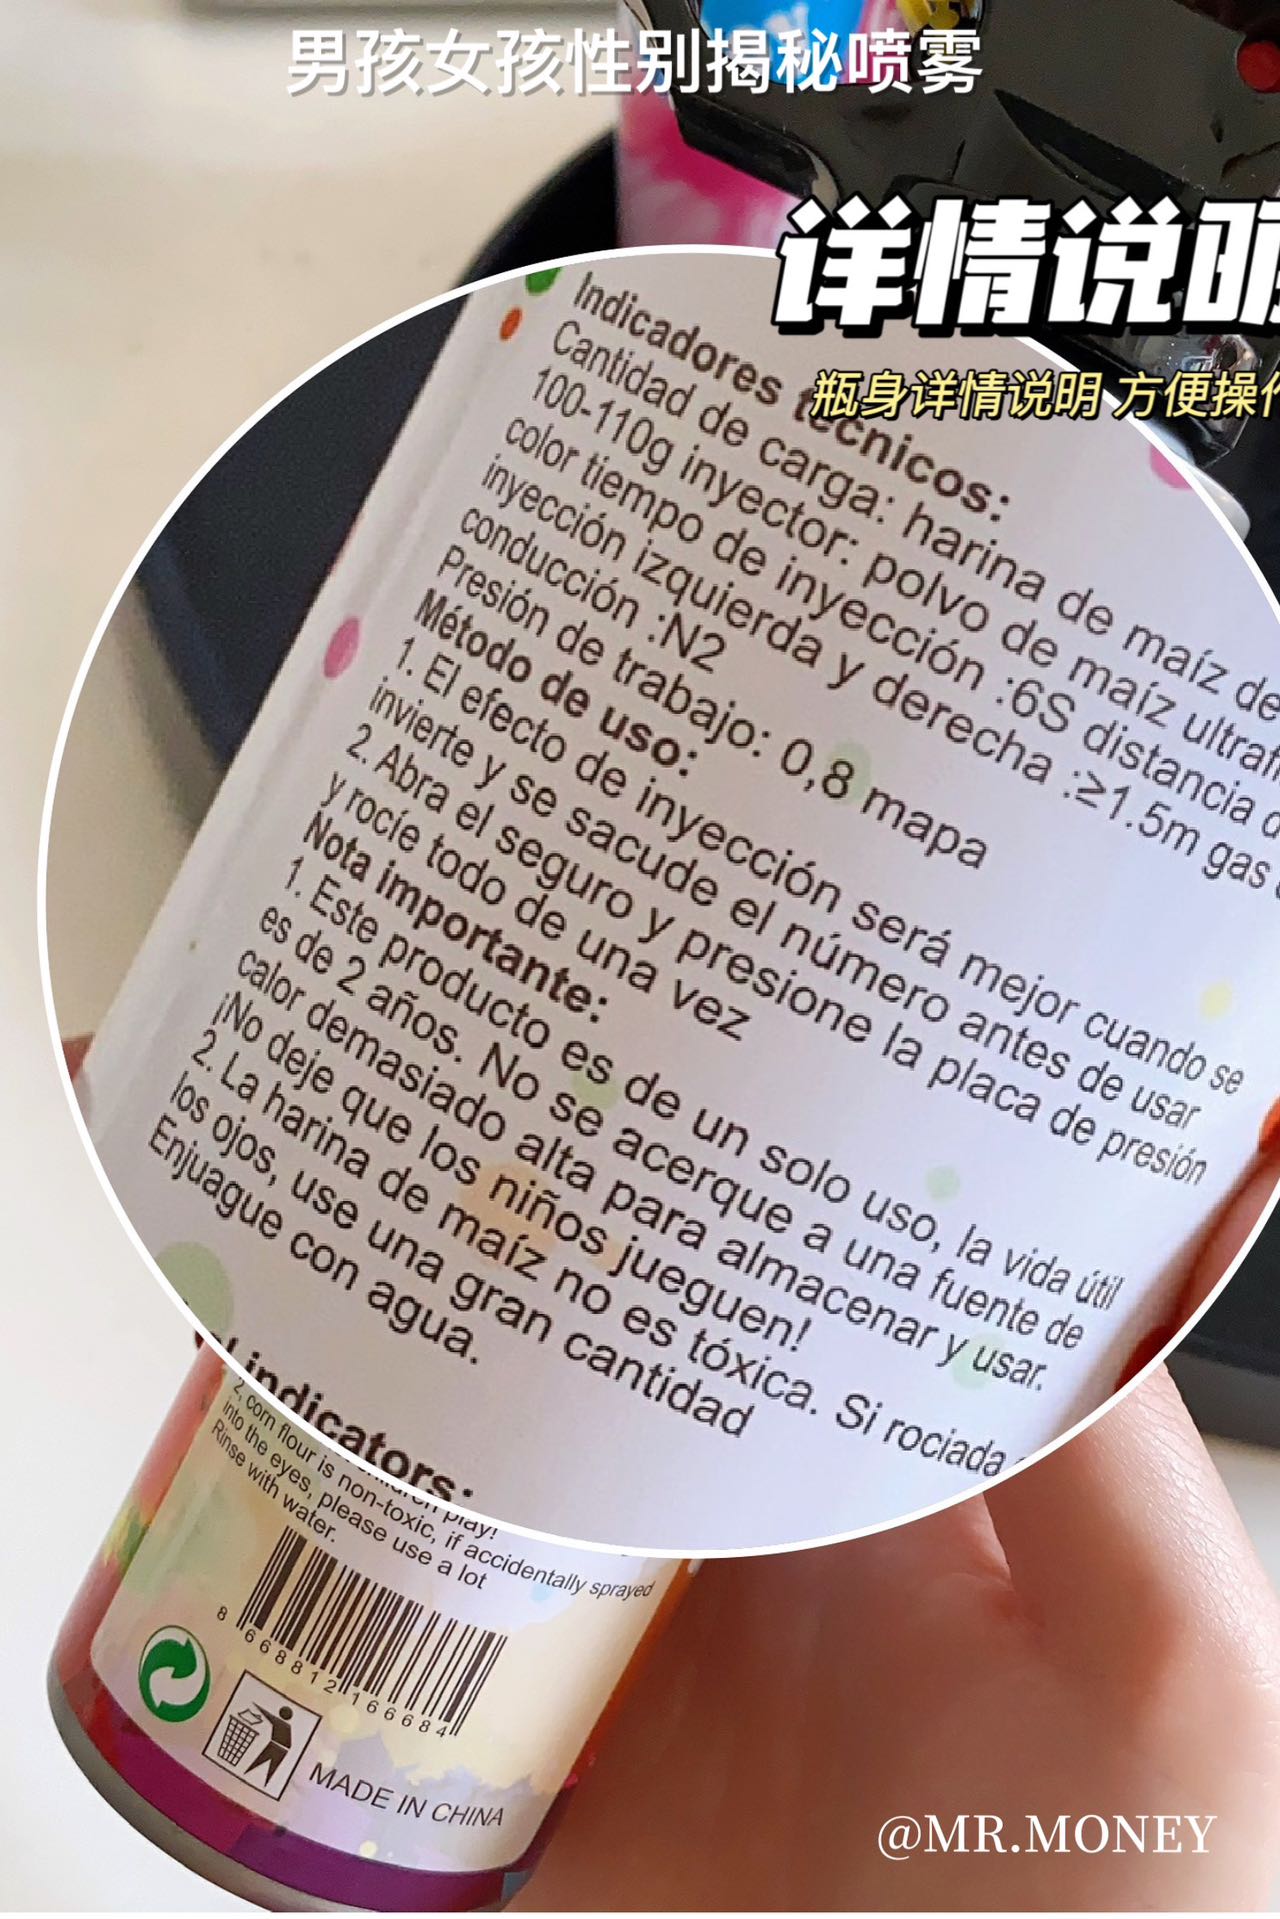 男孩女孩性别揭秘喷雾
详情说明
瓶身详情说明 方便操作
Indicadores técnicos:
Cantidad de carga: harina de maíz de
100-110g inyector: polvo de maíz
color tiempo de inyección :6S distancia
inyección izquierda y derecha :≥1.5m gas
conducción :N2
Presión de trabajo: 0,8 mapa
Método de uso:
1. El efecto de inyección será mejor cuando se
invierte y se sacude el número antes de usar
2. Abra el seguro y presione la placa de presión
y rocíe todo de una vez
Nota importante:
1. Este producto es de un solo uso, la vida útil
es de 2 años. No se acerque a una fuente de
calor demasiado alta para almacenar y usar.
¡No deje que los niños jueguen!
2. La harina de maíz no es tóxica. Si rociada
los ojos, use una gran cantidad
Enjuague con agua.
indicators:
play!
2, corn flour is non-toxic, if accidentally sprayed
into the eyes, please use a lot
Rinse with water.
8 668812 166684
MADE IN CHINA
@MR.MONEY